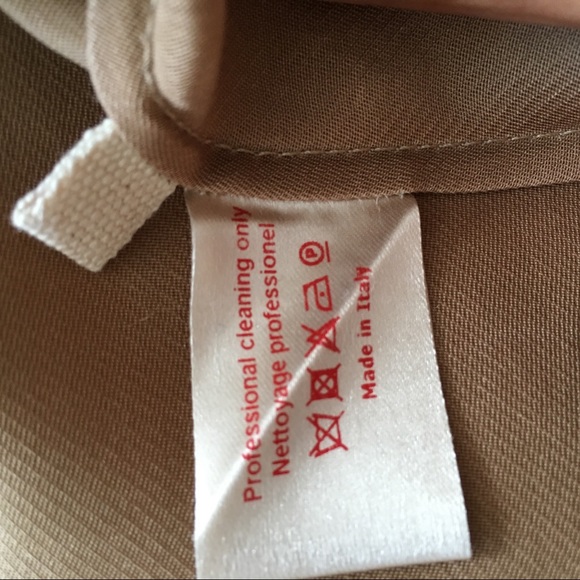 Professional cleaning only
Nettoyage professionel
P
Made in Italy